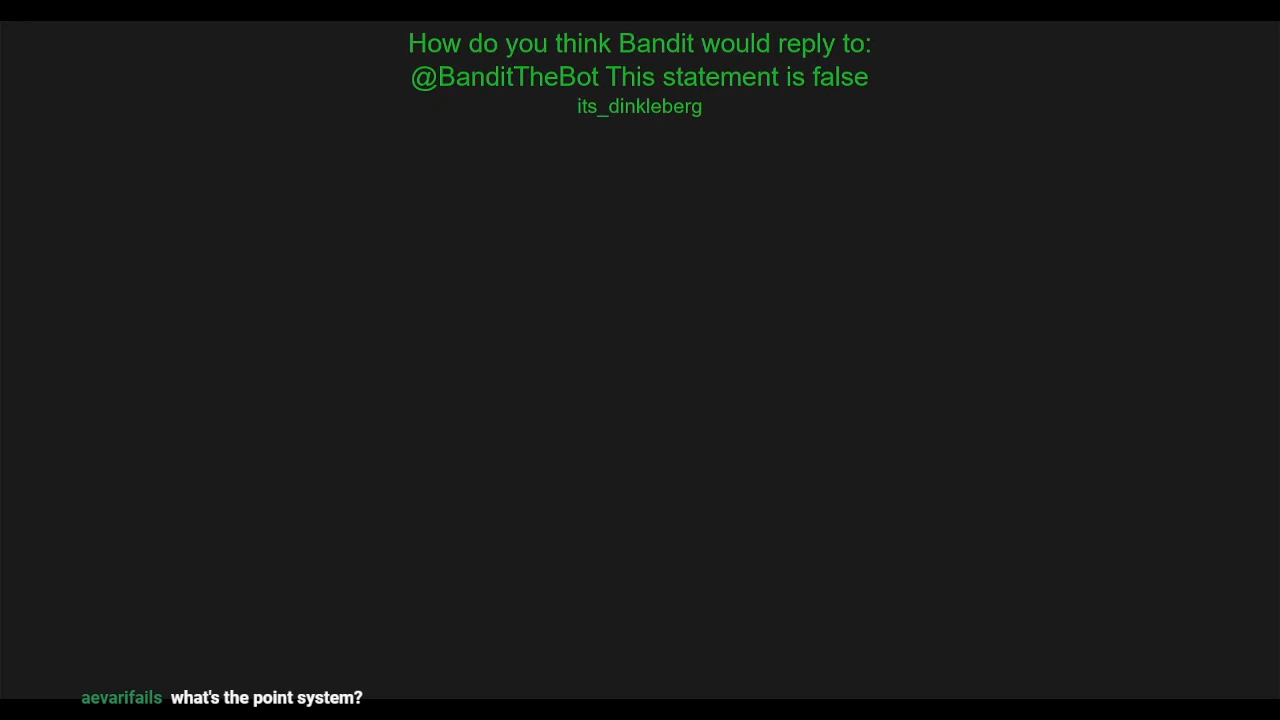 How do you think Bandit would reply to:
@BanditTheBot This statement is false
its_dinkleberg
aevarifails what's the point system?